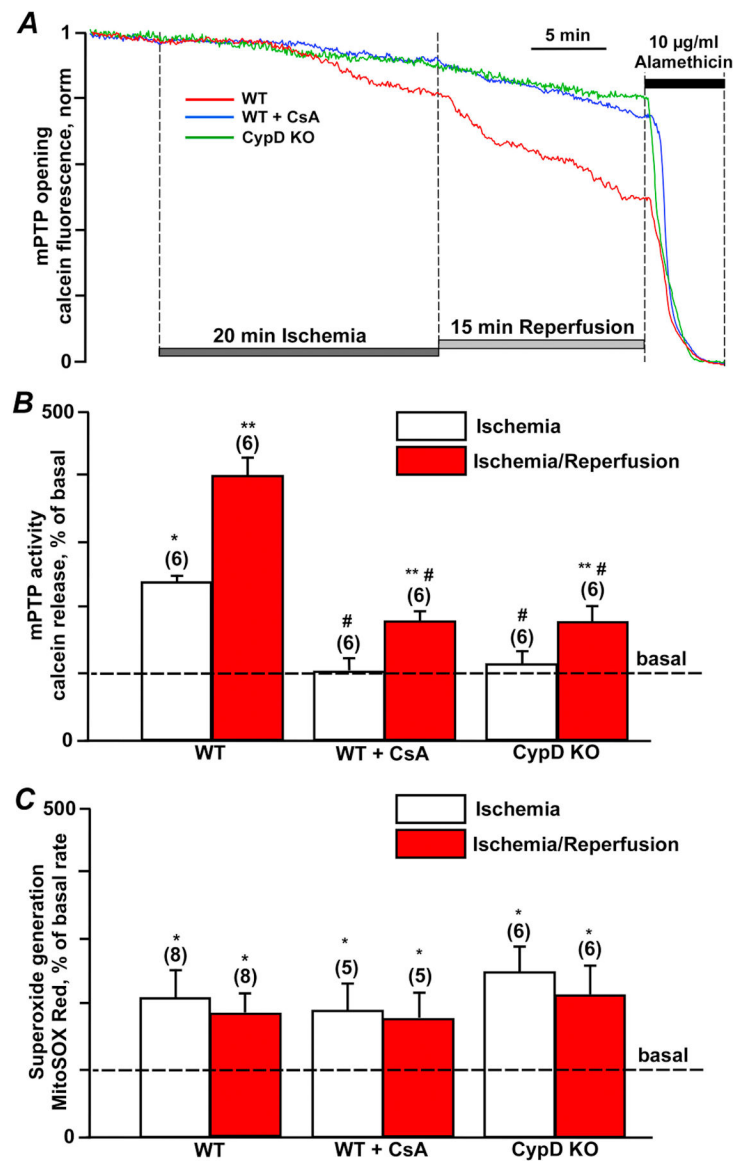 A
mPTP opening
calcein fluorescence, norm
1
0
5 min
10 µg/ml
Alamethicin
WT
WT + CsA
CypD KO
20 min Ischemia
15 min Reperfusion
B
mPTP activity
calcein release, % of basal
500
0
Ischemia
Ischemia/Reperfusion
*
(6)
**
(6)
#
(6)
** #
(6)
#
(6)
** #
(6)
basal
WT
WT + CsA
CypD KO
C
Superoxide generation
MitoSOX Red, % of basal rate
500
0
Ischemia
Ischemia/Reperfusion
*
(8)
*
(8)
*
(5)
*
(5)
*
(6)
*
(6)
basal
WT
WT + CsA
CypD KO